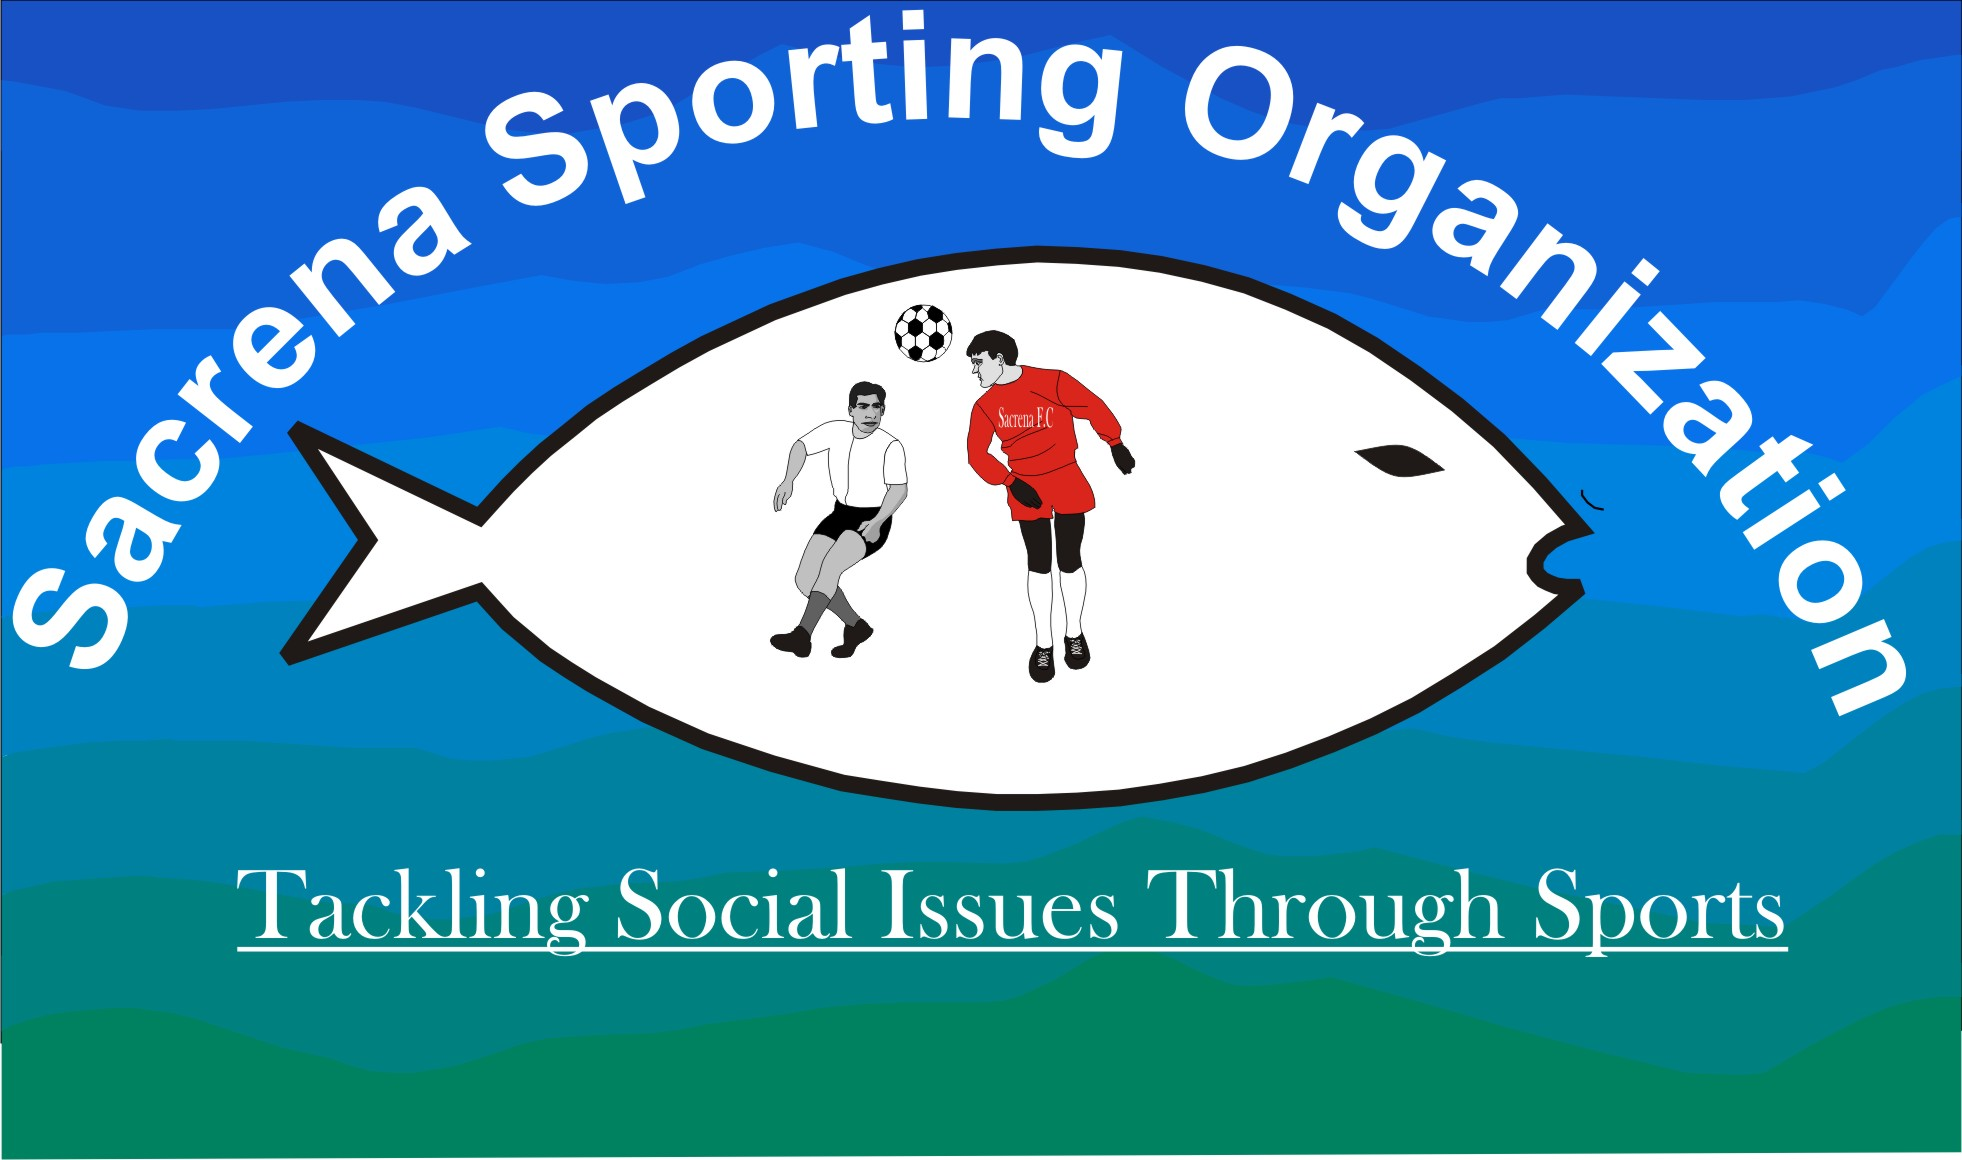 Sacrena Sporting Organization
Sacrena F.C
Tackling Social Issues Through Sports